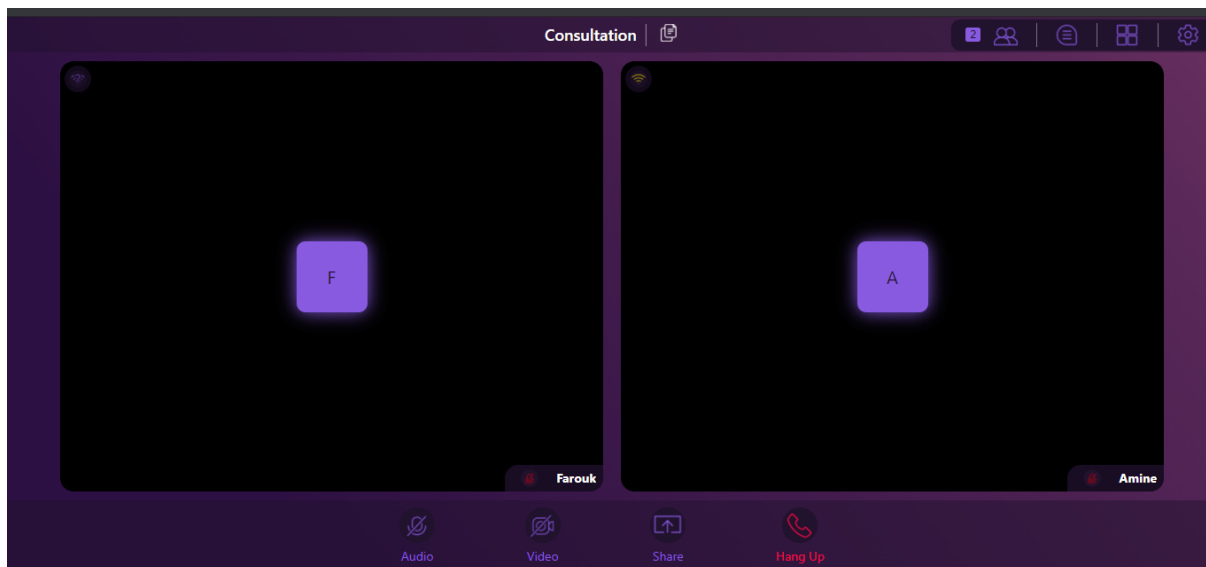 Consultation
2
F
A
Farouk
Amine
Audio
Video
Share
Hang Up